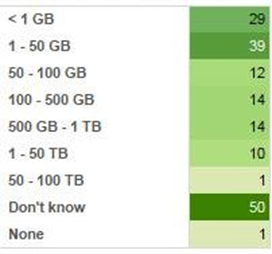 < 1 GB 29
1 - 50 GB 39
50 - 100 GB 12
100 - 500 GB 14
500 GB - 1 TB 14
1 - 50 TB 10
50 - 100 TB 1
Don't know 50
None 1